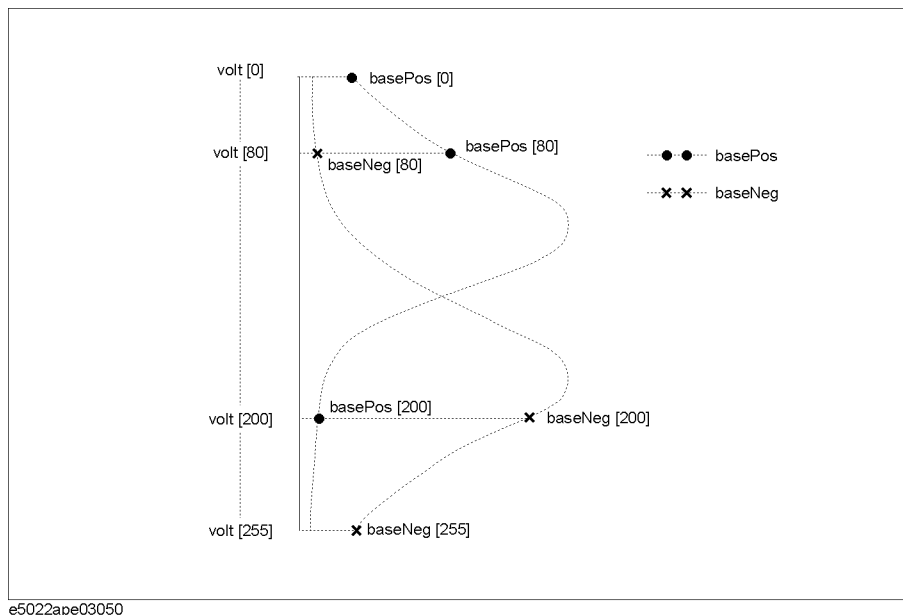 volt [0]
basePos [0]
volt [80]
basePos [80]
baseNeg [80]
basePos
baseNeg
volt [200]
basePos [200]
baseNeg [200]
volt [255]
baseNeg [255]
e5022ape03050